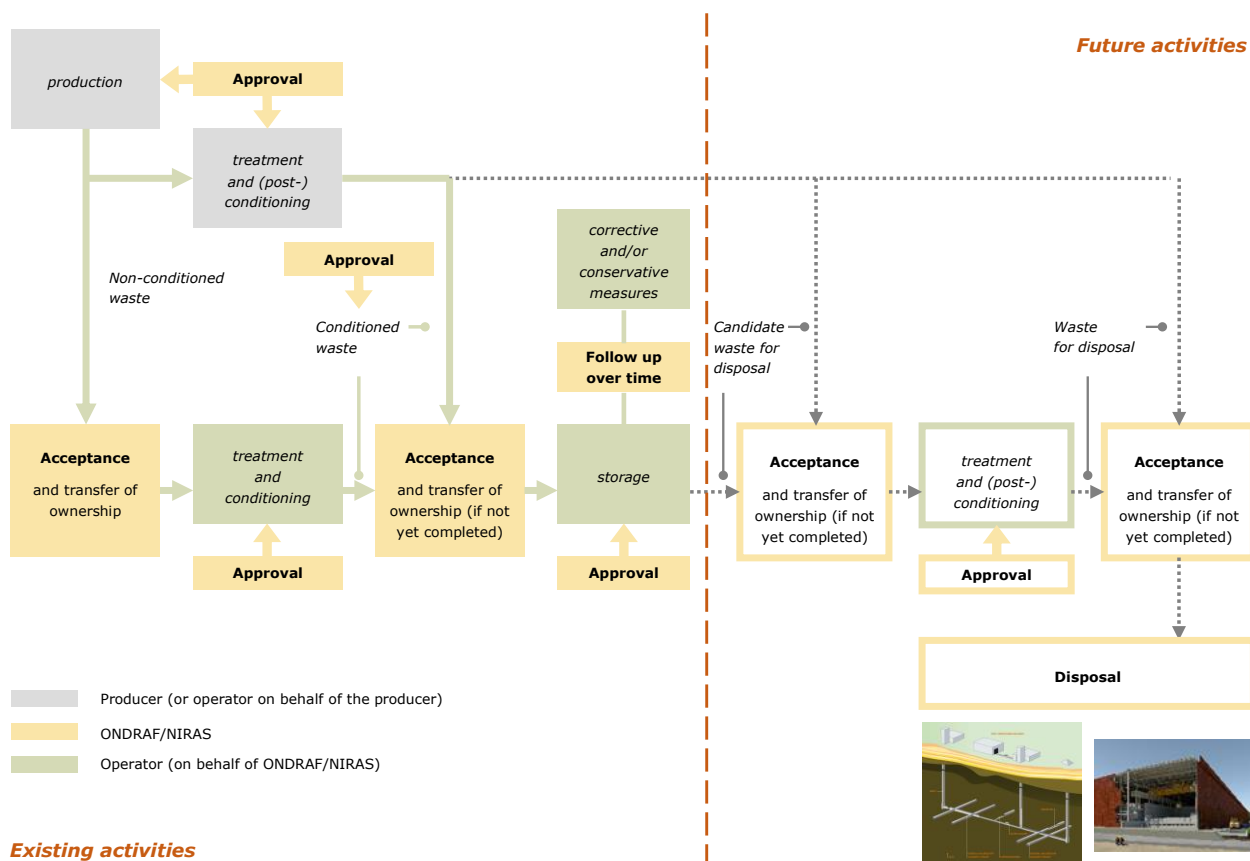 Future activities
production
Approval
treatment
and (post-)
conditioning
Non-conditioned
waste
Approval
Conditioned
waste
corrective
and/or
conservative
measures
Follow up
over time
Candidate
waste for
disposal
Waste
for disposal
Acceptance
and transfer of
ownership
treatment
and
conditioning
Approval
Acceptance
and transfer of
ownership (if not
yet completed)
storage
Approval
Acceptance
and transfer of
ownership (if not
yet completed)
treatment
and (post-)
conditioning
Approval
Acceptance
and transfer of
ownership (if not
yet completed)
Disposal
Producer (or operator on behalf of the producer)
ONDRAF/NIRAS
Operator (on behalf of ONDRAF/NIRAS)
Existing activities